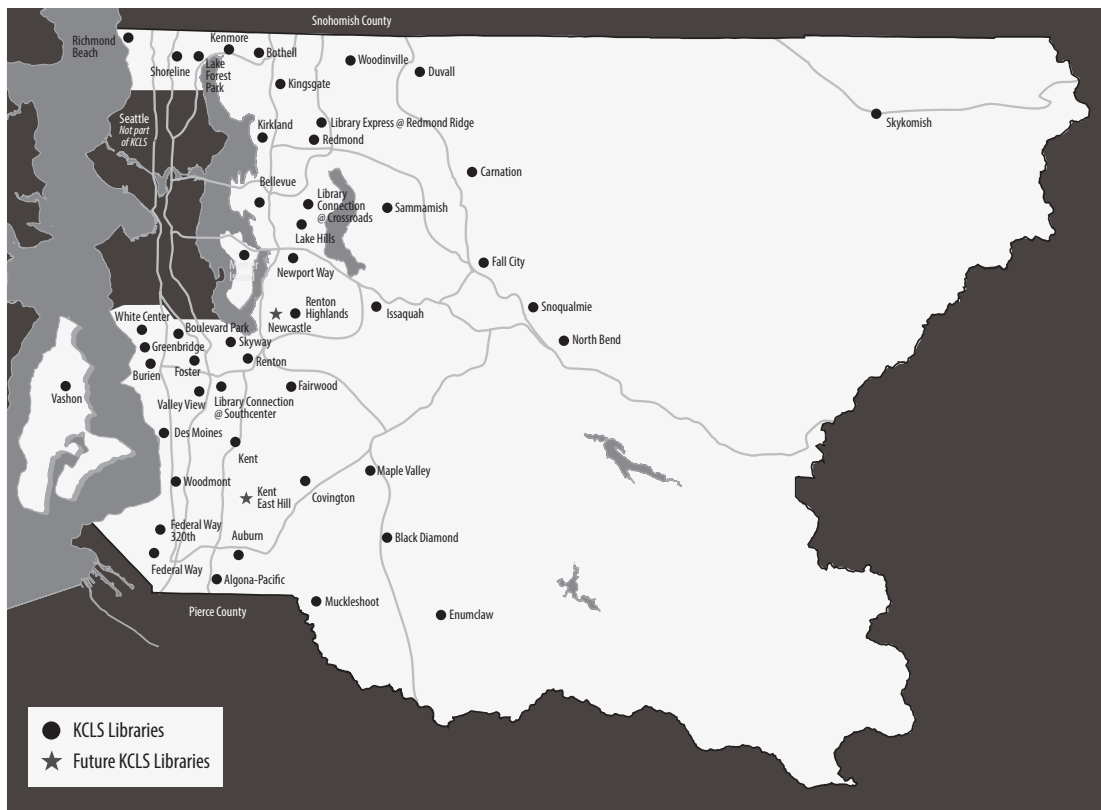 Snohomish County
Richmond
Beach
Kenmore
Bothell
Shoreline
Lake
Forest
Park
Woodinville
Duvall
Kingsgate
Seattle
Not part
of KCLS
Kirkland
Library Express @ Redmond Ridge
Redmond
Skykomish
Carnation
Bellevue
Library
Connection
@ Crossroads
Sammamish
Lake Hills
Fall City
Newport Way
Renton
Highlands
Newcastle
Issaquah
Snoqualmie
White Center
Boulevard Park
Skyway
North Bend
Greenbridge
Burien
Foster
Renton
Vashon
Fairwood
Valley View
Library Connection
@ Southcenter
Des Moines
Kent
Maple Valley
Woodmont
Kent
East Hill
Covington
Federal Way
320th
Auburn
Black Diamond
Federal Way
Algona-Pacific
Muckleshoot
Enumclaw
Pierce County
KCLS Libraries
Future KCLS Libraries